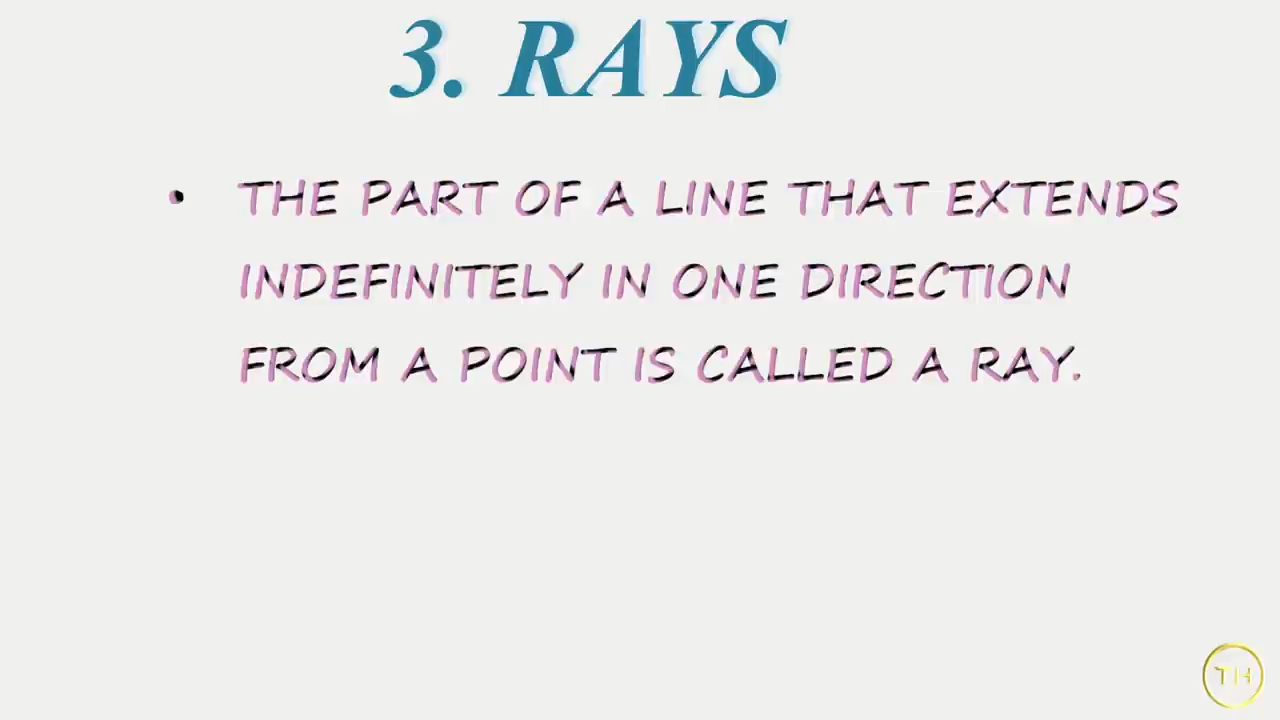 3. RAYS
• THE PART OF A LINE THAT EXTENDS
INDEFINITELY IN ONE DIRECTION
FROM A POINT IS CALLED A RAY.
TH